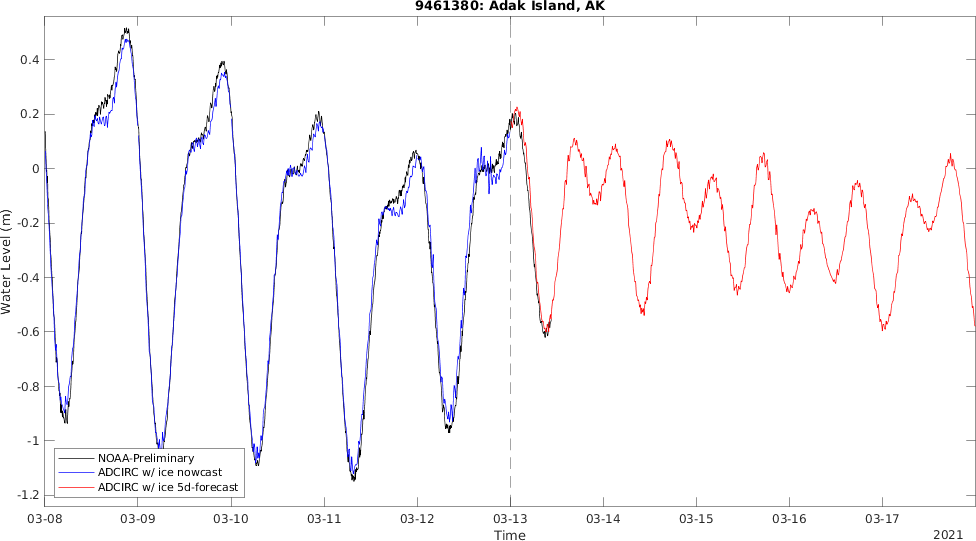 9461380: Adak Island, AK
Water Level (m)
0.4
0.2
0
-0.2
-0.4
-0.6
-0.8
-1
-1.2
NOAA-Preliminary
ADCIRC w/ ice nowcast
ADCIRC w/ ice 5d-forecast
03-08 03-09 03-10 03-11 03-12 03-13 03-14 03-15 03-16 03-17
Time
2021